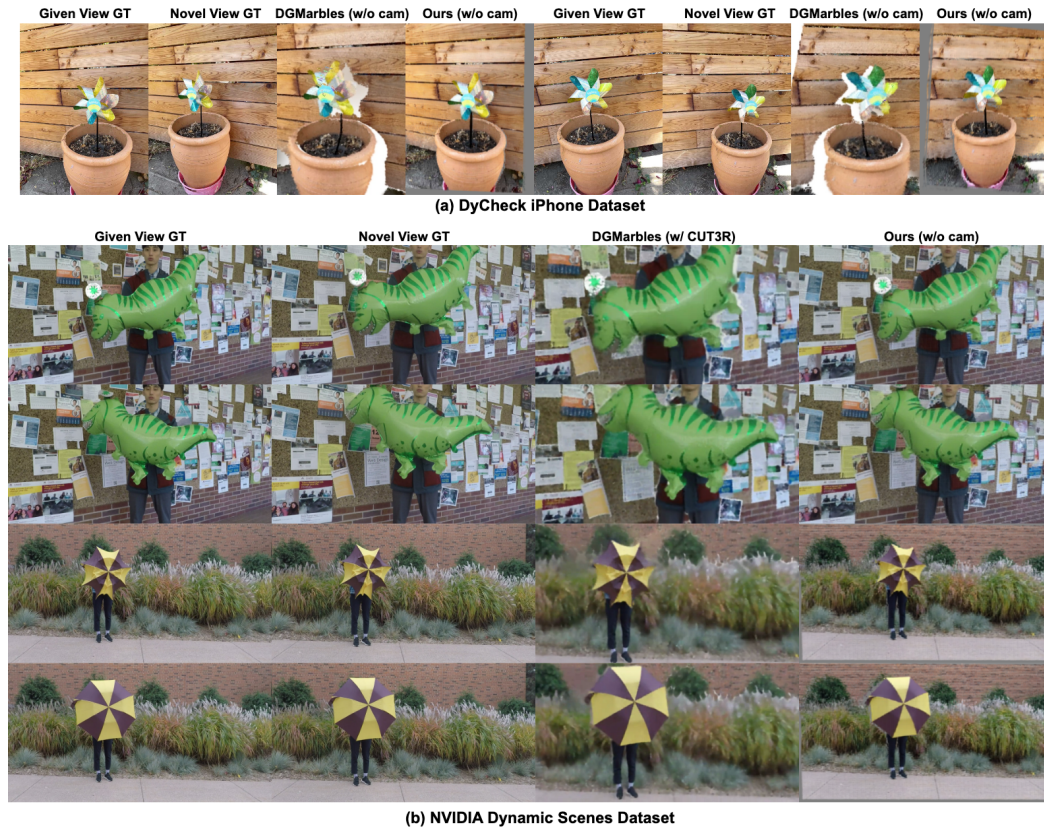 Given View GT Novel View GT DGMarbles (w/o cam) Ours (w/o cam) Given View GT Novel View GT DGMarbles (w/o cam) Ours (w/o cam)
(a) DyCheck iPhone Dataset
Given View GT Novel View GT DGMarbles (w/ CUT3R) Ours (w/o cam)
(b) NVIDIA Dynamic Scenes Dataset